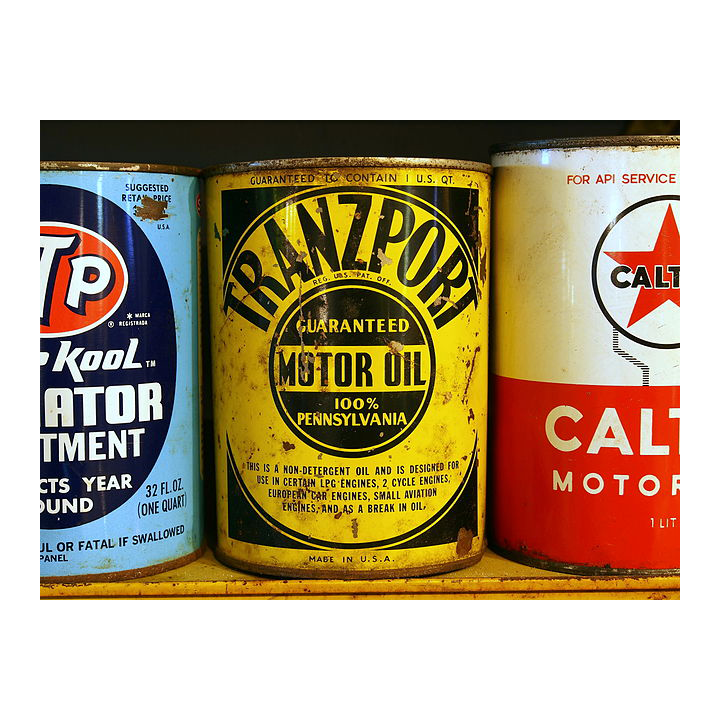 SUGGESTED
RETAIL PRICE
U.S.A.
TP
* MARCA
® REGISTRADA
KOOL™
ATOR
TMENT
CTS YEAR
OUND
32 FL.OZ.
(ONE QUART)
UL OR FATAL IF SWALLOWED
PANEL
GUARANTEED TO CONTAIN 1 U.S. QT.
TRANZPORT
REG. U.S. PAT. OFF.
GUARANTEED
MOTOR OIL
100%
PENNSYLVANIA
THIS IS A NON-DETERGENT OIL AND IS DESIGNED FOR
USE IN CERTAIN LPG ENGINES, 2 CYCLE ENGINES,
EUROPEAN CAR ENGINES, SMALL AVIATION
ENGINES, AND AS A BREAK IN OIL.
MADE IN U.S.A.
FOR API SERVICE
CALT
CALT
MOTOR
1 LIT